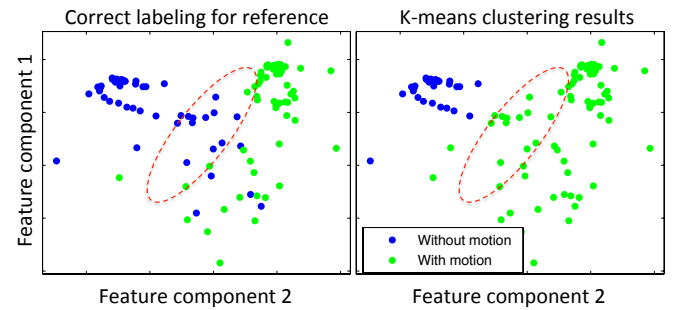 Correct labeling for reference
K-means clustering results
Feature component 1
Without motion
With motion
Feature component 2
Feature component 2